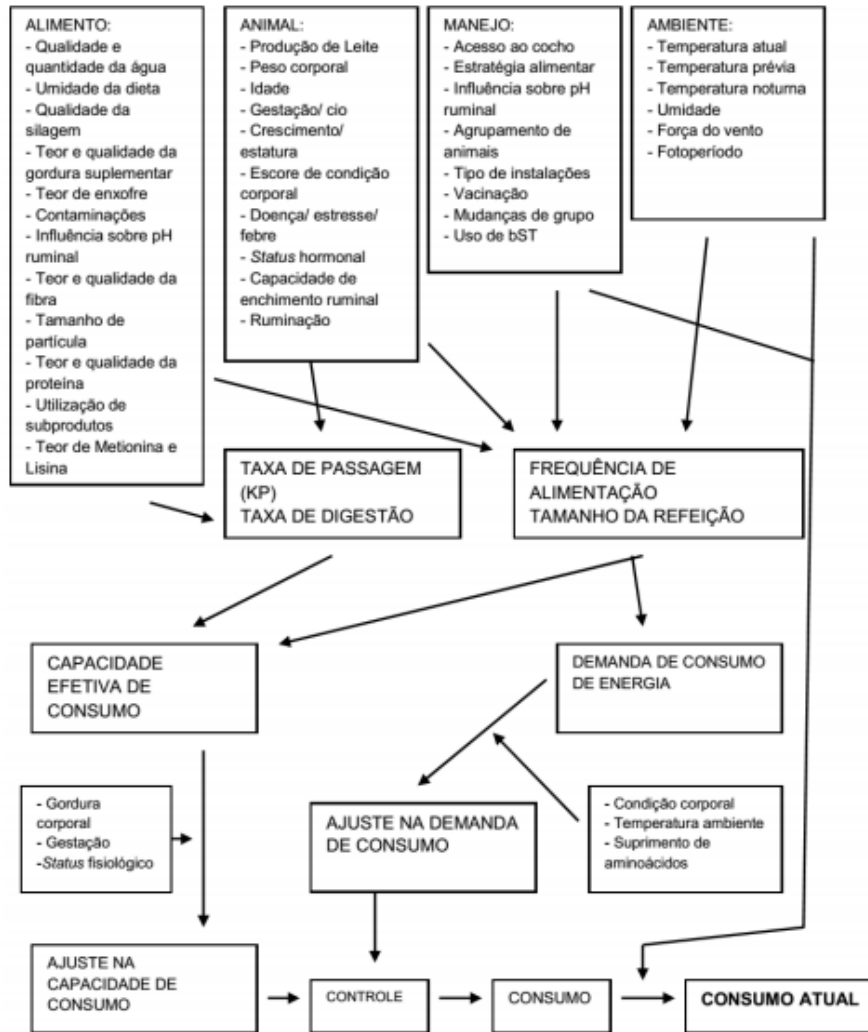 ALIMENTO:
- Qualidade e
quantidade da água
- Umidade da dieta
- Qualidade da
silagem
- Teor e qualidade da
gordura suplementar
- Teor de enxofre
- Contaminações
- Influência sobre pH
ruminal
- Teor e qualidade da
fibra
- Tamanho de
partícula
- Teor e qualidade da
proteína
- Utilização de
subprodutos
- Teor de Metionina e
Lisina
ANIMAL:
- Produção de Leite
- Peso corporal
- Idade
- Gestação/ cio
- Crescimento/
estatura
- Escore de condição
corporal
- Doença/ estresse/
febre
- Status hormonal
- Capacidade de
enchimento ruminal
- Ruminação
MANEJO:
- Acesso ao cocho
- Estratégia alimentar
- Influência sobre pH
ruminal
- Agrupamento de
animais
- Tipo de instalações
- Vacinação
- Mudanças de grupo
- Uso de bST
AMBIENTE:
- Temperatura atual
- Temperatura prévia
- Temperatura noturna
- Umidade
- Força do vento
- Fotoperíodo
TAXA DE PASSAGEM
(KP)
TAXA DE DIGESTÃO
FREQUÊNCIA DE
ALIMENTAÇÃO
TAMANHO DA REFEIÇÃO
CAPACIDADE
EFETIVA DE
CONSUMO
DEMANDA DE CONSUMO
DE ENERGIA
- Gordura
corporal
- Gestação
-Status fisiológico
AJUSTE NA DEMANDA
DE CONSUMO
- Condição corporal
- Temperatura ambiente
- Suprimento de
aminoácidos
AJUSTE NA
CAPACIDADE DE
CONSUMO
CONTROLE
CONSUMO
CONSUMO ATUAL